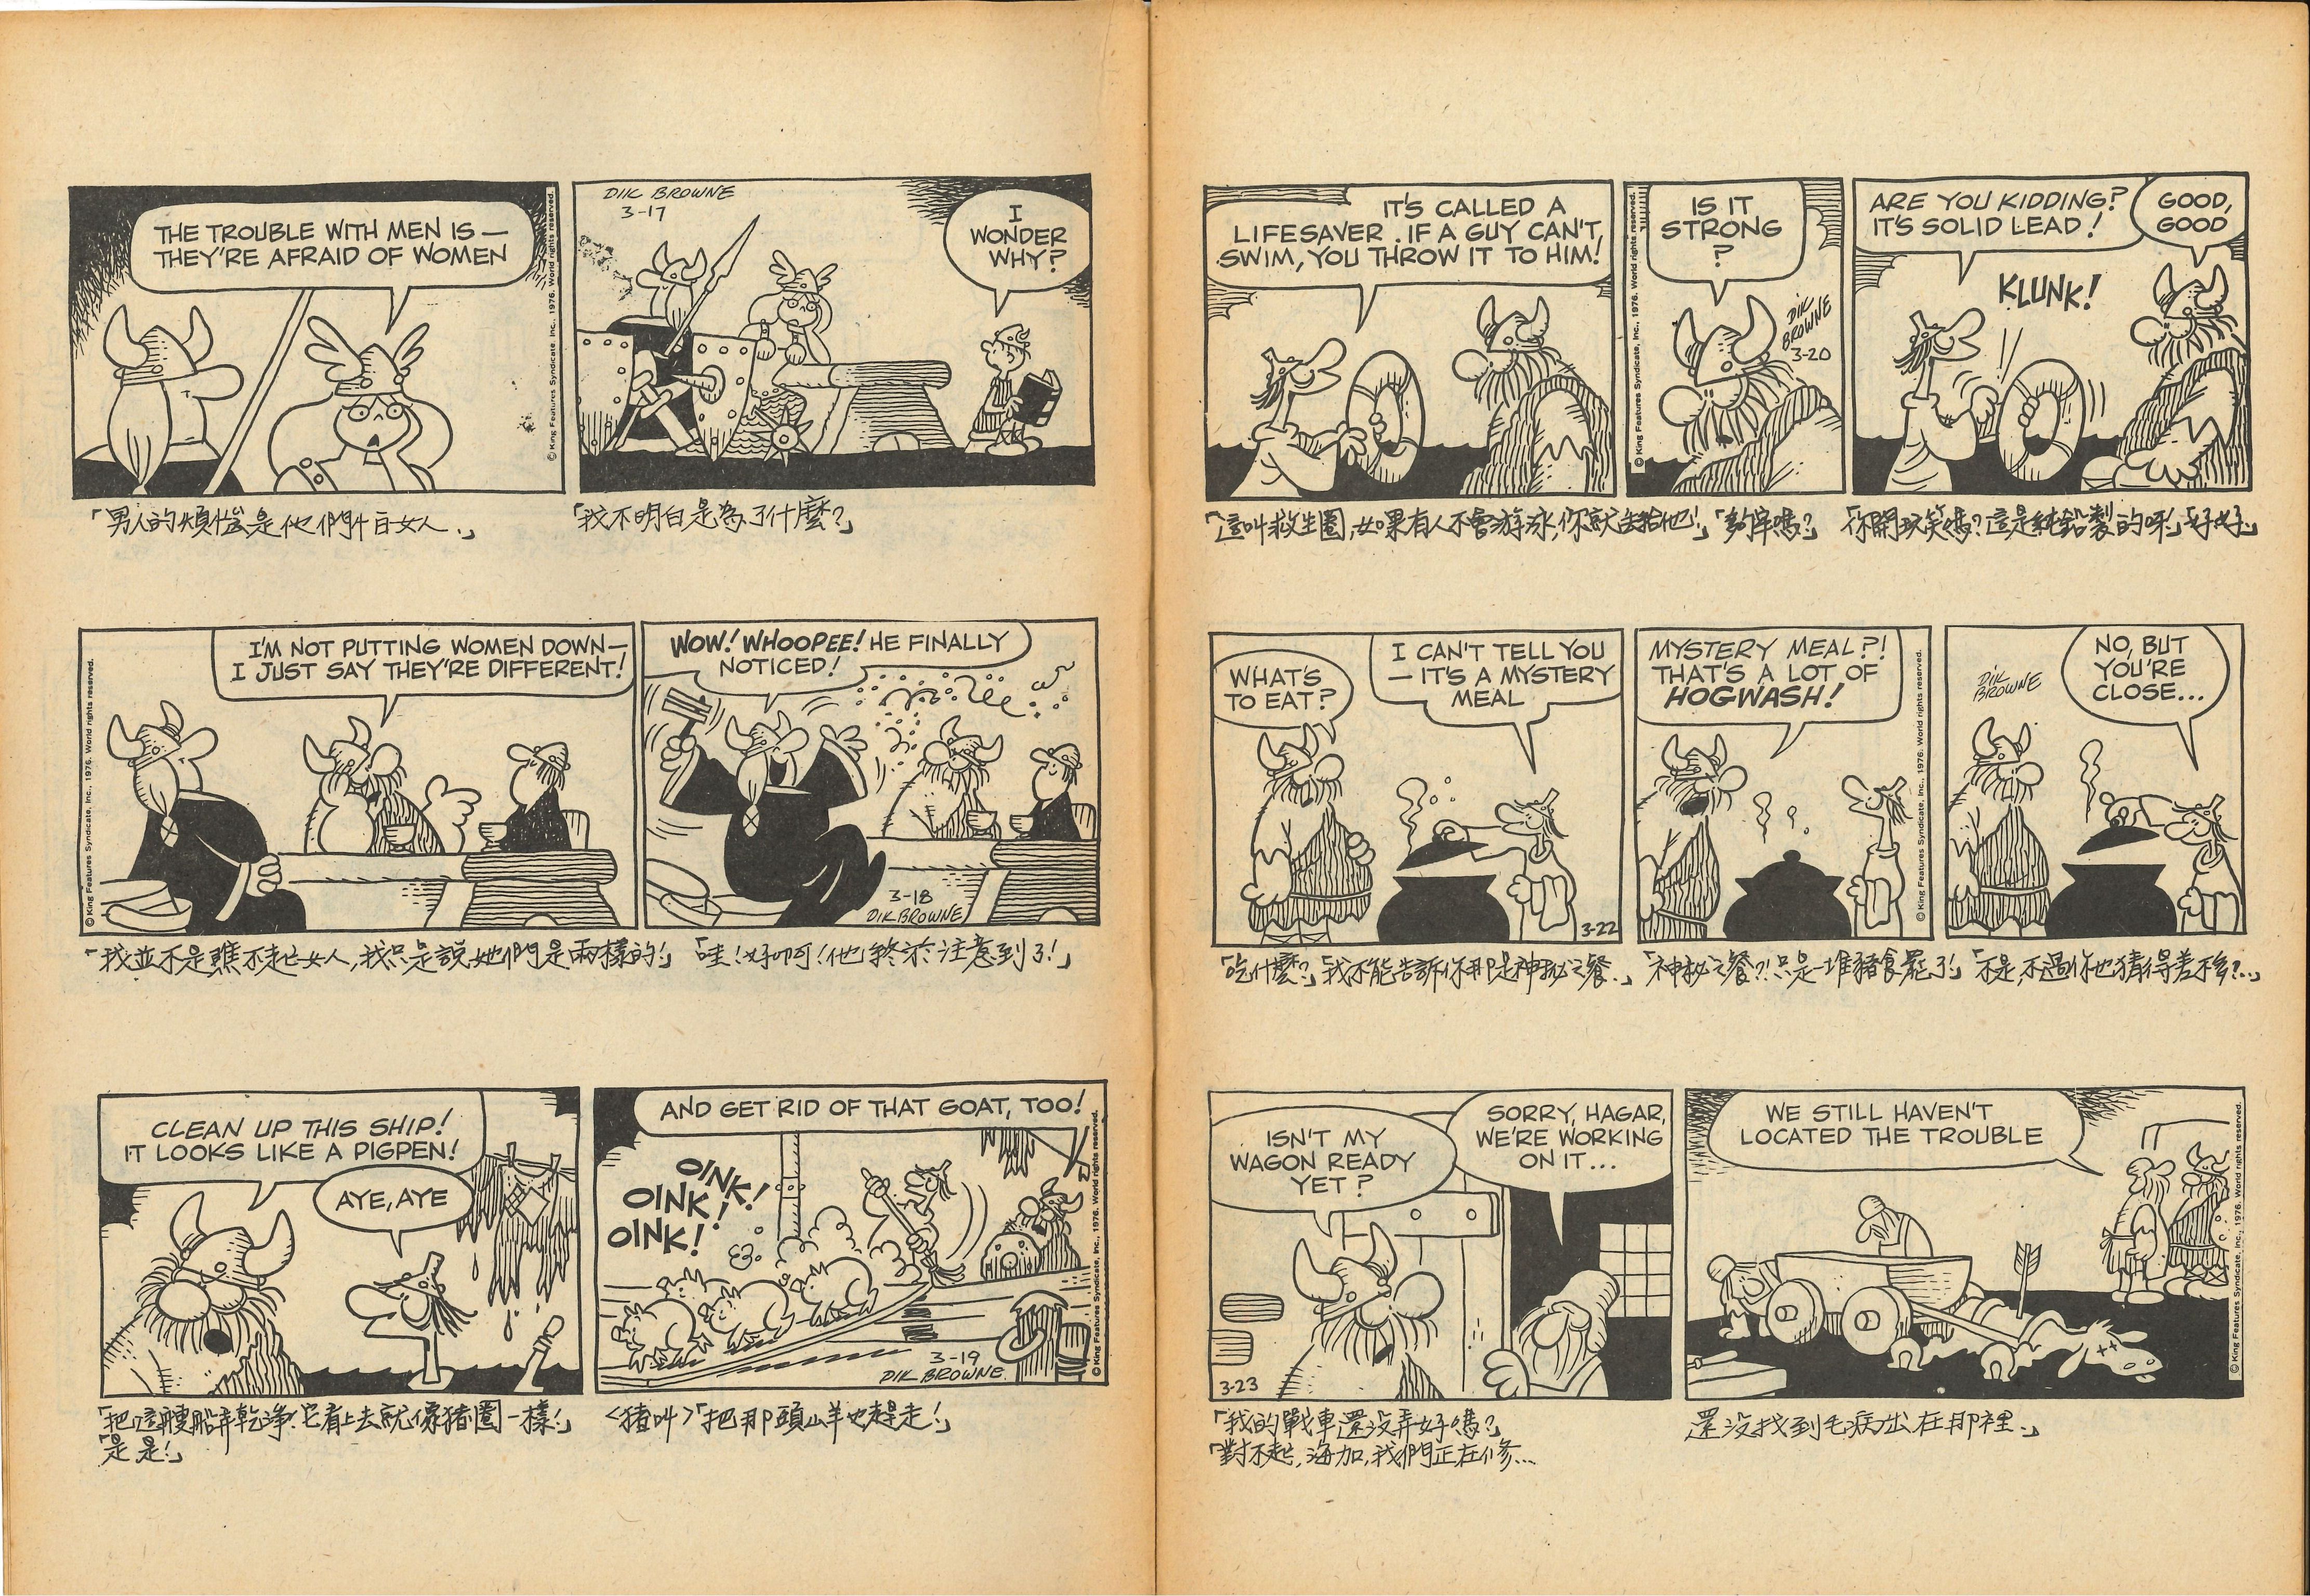 THE TROUBLE WITH MEN IS —
THEY'RE AFRAID OF WOMEN
© King Features Syndicate, Inc., 1976. World rights reserved.
DIK BROWNE
3-17
I
WONDER
WHY?
「男人的煩惱是他們怕女人.」
「我不明白是為了什麼?」
I'M NOT PUTTING WOMEN DOWN—
I JUST SAY THEY'RE DIFFERENT!
© King Features Syndicate, Inc., 1976. World rights reserved.
WOW! WHOOPEE! HE FINALLY
NOTICED!
3-18
DIK BROWNE
「我並不是瞧不起女人,我只是說她們是兩樣的!」
「哇!好啊!他終於注意到了!」
CLEAN UP THIS SHIP!
IT LOOKS LIKE A PIGPEN!
AYE, AYE
AND GET RID OF THAT GOAT, TOO!
OINK!
OINK!
OINK!
3-19
DIK BROWNE
© King Features Syndicate, Inc., 1976. World rights reserved.
「把這艘船弄乾淨!它看上去就像豬圈一樣!」
「是是!」
<豬叫>「把那頭山羊也趕走!」
IT'S CALLED A
LIFESAVER. IF A GUY CAN'T
SWIM, YOU THROW IT TO HIM!
© King Features Syndicate, Inc., 1976. World rights reserved.
IS IT
STRONG
?
DIK
BROWNE
3-20
ARE YOU KIDDING?
IT'S SOLID LEAD!
GOOD,
GOOD
KLUNK!
「這叫救生圈,如果有人不會游泳,你就丟給他!」
「夠牢嗎?」
「你開玩笑嗎?這是純鉛製的呀!」「好好!」
WHAT'S
TO EAT?
I CAN'T TELL YOU
— IT'S A MYSTERY
MEAL
3-22
MYSTERY MEAL?!
THAT'S A LOT OF
HOGWASH!
© King Features Syndicate, Inc., 1976. World rights reserved.
DIK
BROWNE
NO, BUT
YOU'RE
CLOSE...
「吃什麼?」「我不能告訴你那是神秘之餐.」
「神秘之餐?!只是一堆豬食罷了!」
「不是,不過你也猜得差不多?...」
ISN'T MY
WAGON READY
YET?
SORRY, HAGAR,
WE'RE WORKING
ON IT...
3-23
WE STILL HAVEN'T
LOCATED THE TROUBLE
© King Features Syndicate, Inc., 1976. World rights reserved.
「我的戰車還沒弄好嗎?」
「對不起,海加,我們正在修...
還沒找到毛病出在那裡.」